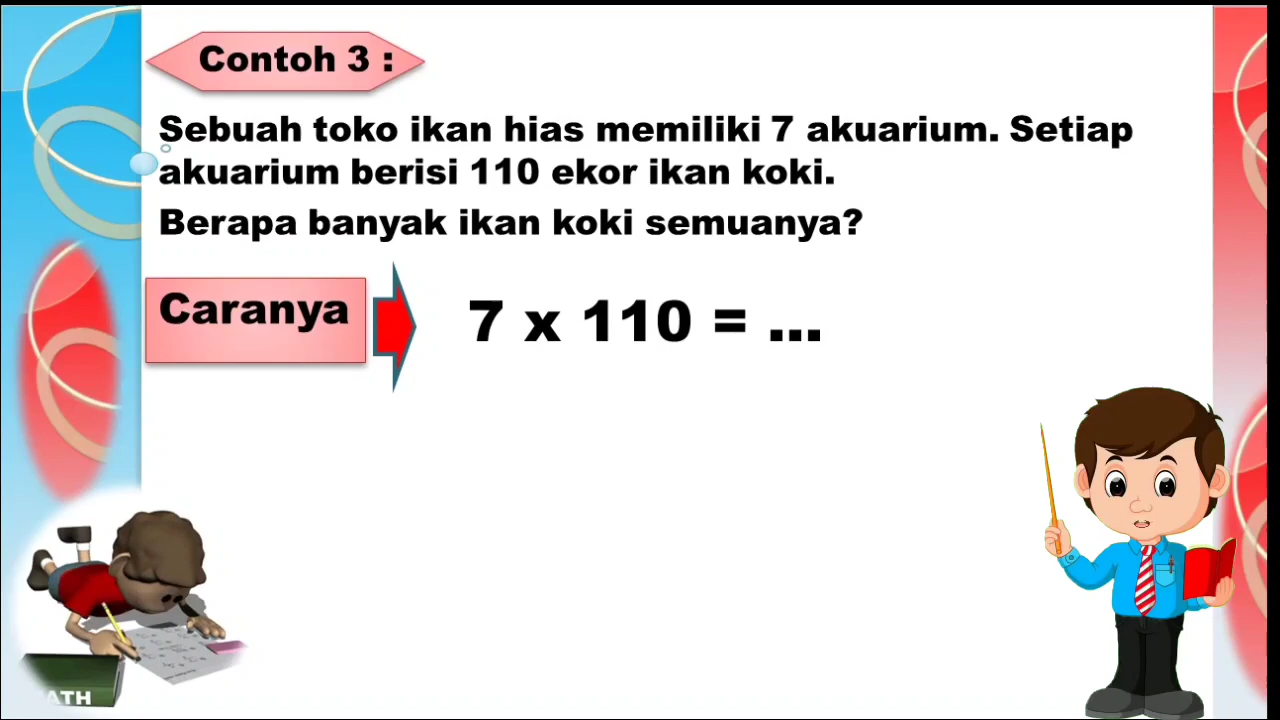 Contoh 3 :
Sebuah toko ikan hias memiliki 7 akuarium. Setiap
akuarium berisi 110 ekor ikan koki.
Berapa banyak ikan koki semuanya?
Caranya
7 x 110 = ...
ATH